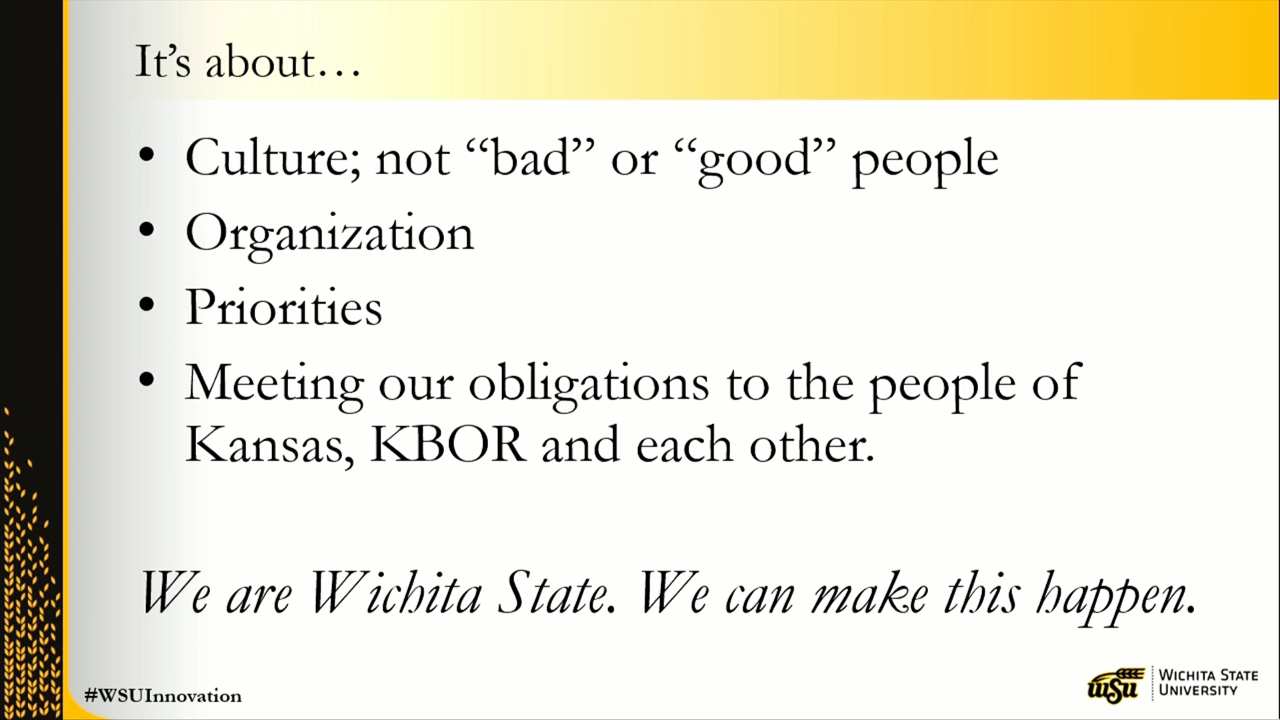 It’s about…
• Culture; not “bad” or “good” people
• Organization
• Priorities
• Meeting our obligations to the people of
Kansas, KBOR and each other.
We are Wichita State. We can make this happen.
#WSUInnovation
wsu
WICHITA STATE
UNIVERSITY